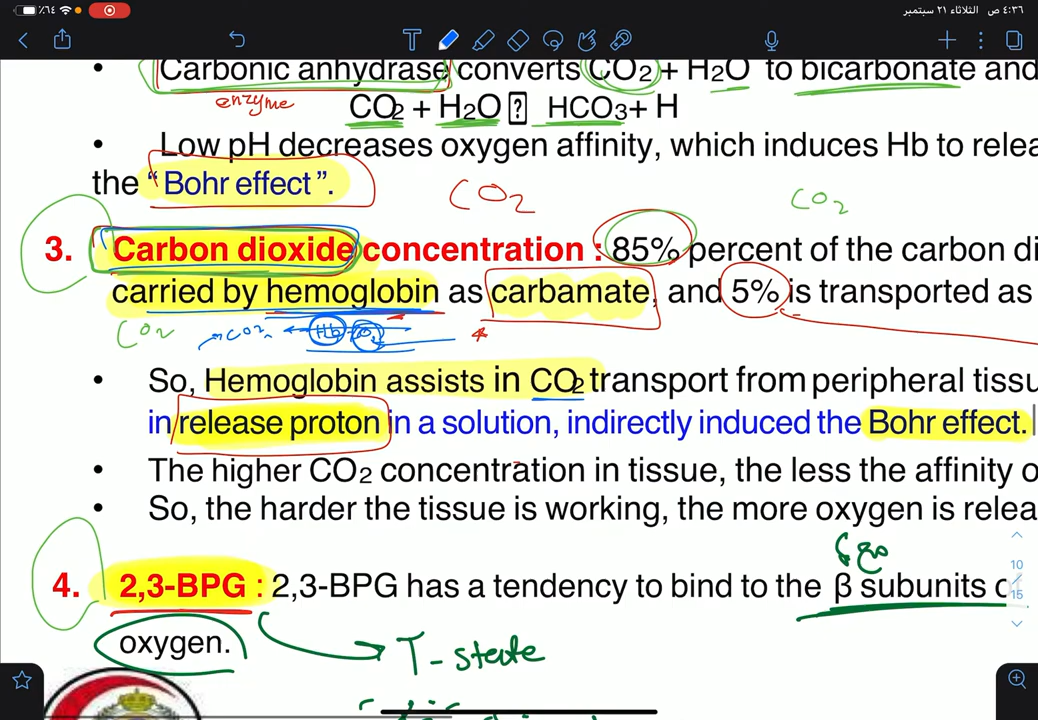 ٤:٣٦ ص الثلاثاء ٢١ سبتمبر
٪٦٤
T
• Carbonic anhydrase converts CO2 + H2O to bicarbonate and
enzyme
CO2 + H2O ? HCO3+ H
• Low pH decreases oxygen affinity, which induces Hb to relea
the “Bohr effect”.
CO2 CO2
3. Carbon dioxide concentration : 85% percent of the carbon di
carried by hemoglobin as carbamate, and 5% is transported as
CO2 CO2 Hb CO2
• So, Hemoglobin assists in CO2 transport from peripheral tissu
in release proton in a solution, indirectly induced the Bohr effect.
• The higher CO2 concentration in tissue, the less the affinity o
• So, the harder the tissue is working, the more oxygen is relea
10
15
4. 2,3-BPG : 2,3-BPG has a tendency to bind to the β subunits o
oxygen.
T-state